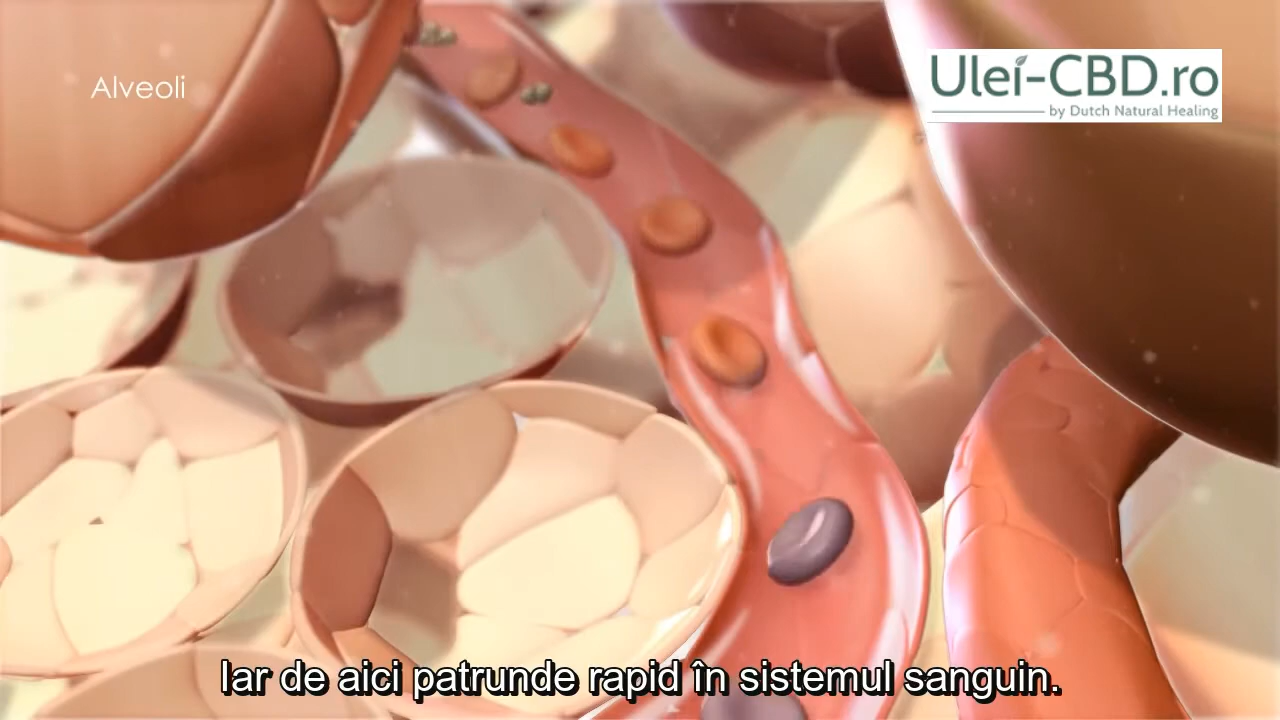 Alveoli
Ulei-CBD.ro
by Dutch Natural Healing
Iar de aici patrunde rapid în sistemul sanguin.